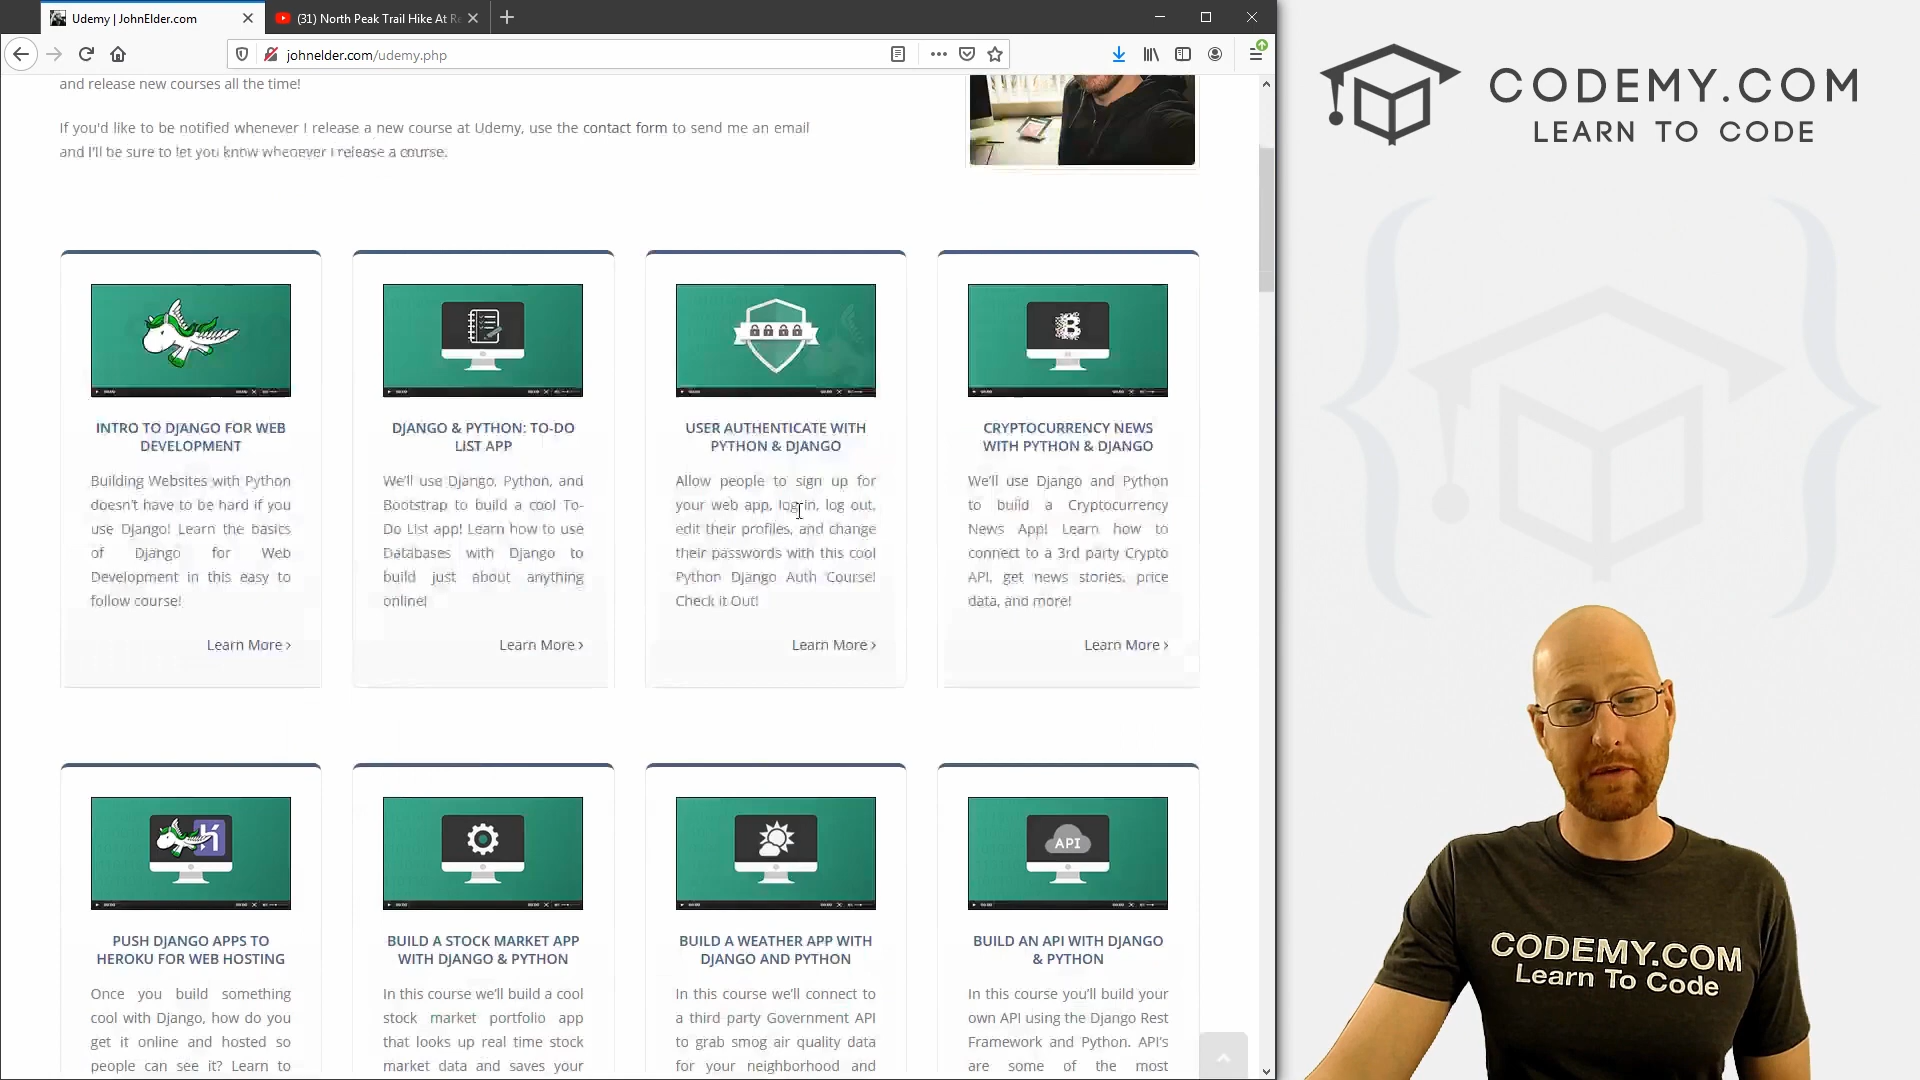 Udemy | JohnElder.com
(31) North Peak Trail Hike At Re
johnelder.com/udemy.php
and release new courses all the time!
If you'd like to be notified whenever I release a new course at Udemy, use the contact form to send me an email
and I'll be sure to let you know whenever I release a course.
INTRO TO DJANGO FOR WEB
DEVELOPMENT
Building Websites with Python
doesn't have to be hard if you
use Django! Learn the basics
of Django for Web
Development in this easy to
follow course!
Learn More ›
DJANGO & PYTHON: TO-DO
LIST APP
We'll use Django, Python, and
Bootstrap to build a cool To-
Do List app! Learn how to use
Databases with Django to
build just about anything
online!
Learn More ›
USER AUTHENTICATE WITH
PYTHON & DJANGO
Allow people to sign up for
your web app, log in, log out,
edit their profiles, and change
their passwords with this cool
Python Django Auth Course!
Check it Out!
Learn More ›
B
CRYPTOCURRENCY NEWS
WITH PYTHON & DJANGO
We'll use Django and Python
to build a Cryptocurrency
News App! Learn how to
connect to a 3rd party Crypto
API, get news stories, price
data, and more!
Learn More ›
PUSH DJANGO APPS TO
HEROKU FOR WEB HOSTING
Once you build something
cool with Django, how do you
get it online and hosted so
people can see it? Learn to
BUILD A STOCK MARKET APP
WITH DJANGO & PYTHON
In this course we'll build a cool
stock market portfolio app
that looks up real time stock
market data and saves your
BUILD A WEATHER APP WITH
DJANGO AND PYTHON
In this course we'll connect to
a third party Government API
to grab smog air quality data
for your neighborhood and
API
BUILD AN API WITH DJANGO
& PYTHON
In this course you'll build your
own API using the Django Rest
Framework and Python. API's
are some of the most
CODEMY.COM
LEARN TO CODE
CODEMY.COM
Learn To Code